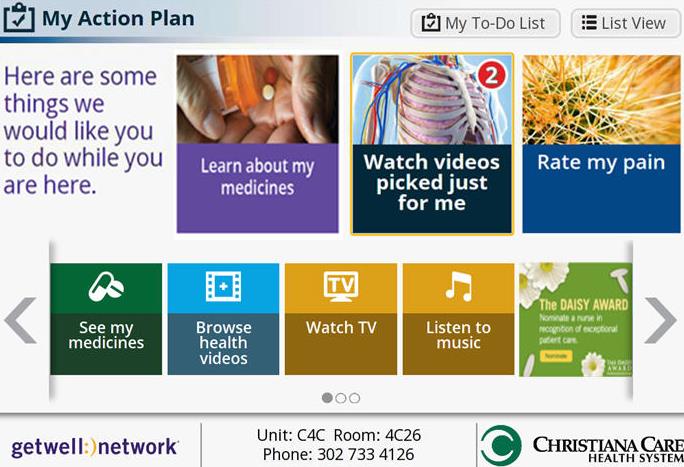 My Action Plan
My To-Do List
List View
Here are some
things we
would like you
to do while you
are here.
Learn about my
medicines
2
Watch videos
picked just
for me
Rate my pain
See my
medicines
Browse
health
videos
TV
Watch TV
Listen to
music
The DAISY AWARD
Nominate a nurse in
recognition of exceptional
patient care.
Nominate
THE DAISY
AWARD
getwell:)network
Unit: C4C Room: 4C26
Phone: 302 733 4126
CHRISTIANA CARE
HEALTH SYSTEM